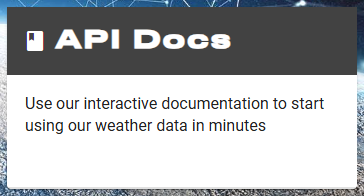 API Docs
Use our interactive documentation to start
using our weather data in minutes